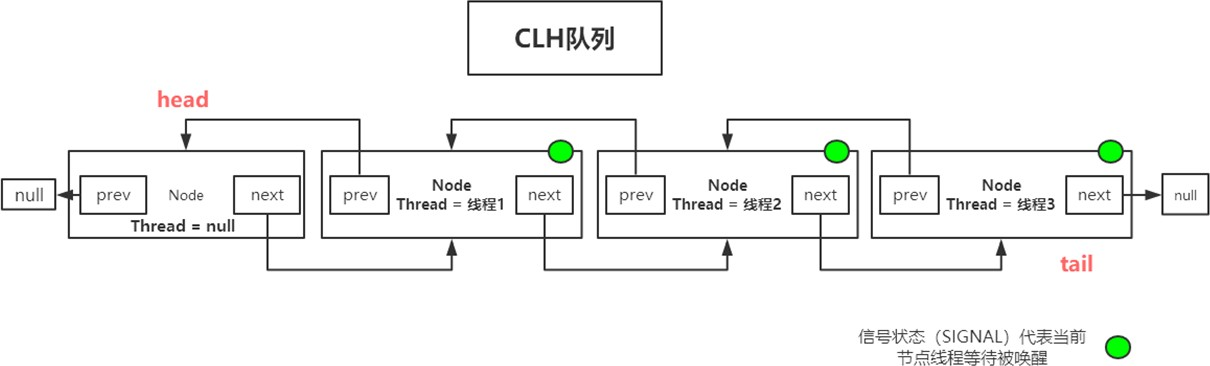 CLH队列
head
null
prev
Node
next
Thread = null
prev
Node
Thread = 线程1
next
prev
Node
Thread = 线程2
next
prev
Node
Thread = 线程3
next
null
tail
信号状态（SIGNAL）代表当前
节点线程等待被唤醒